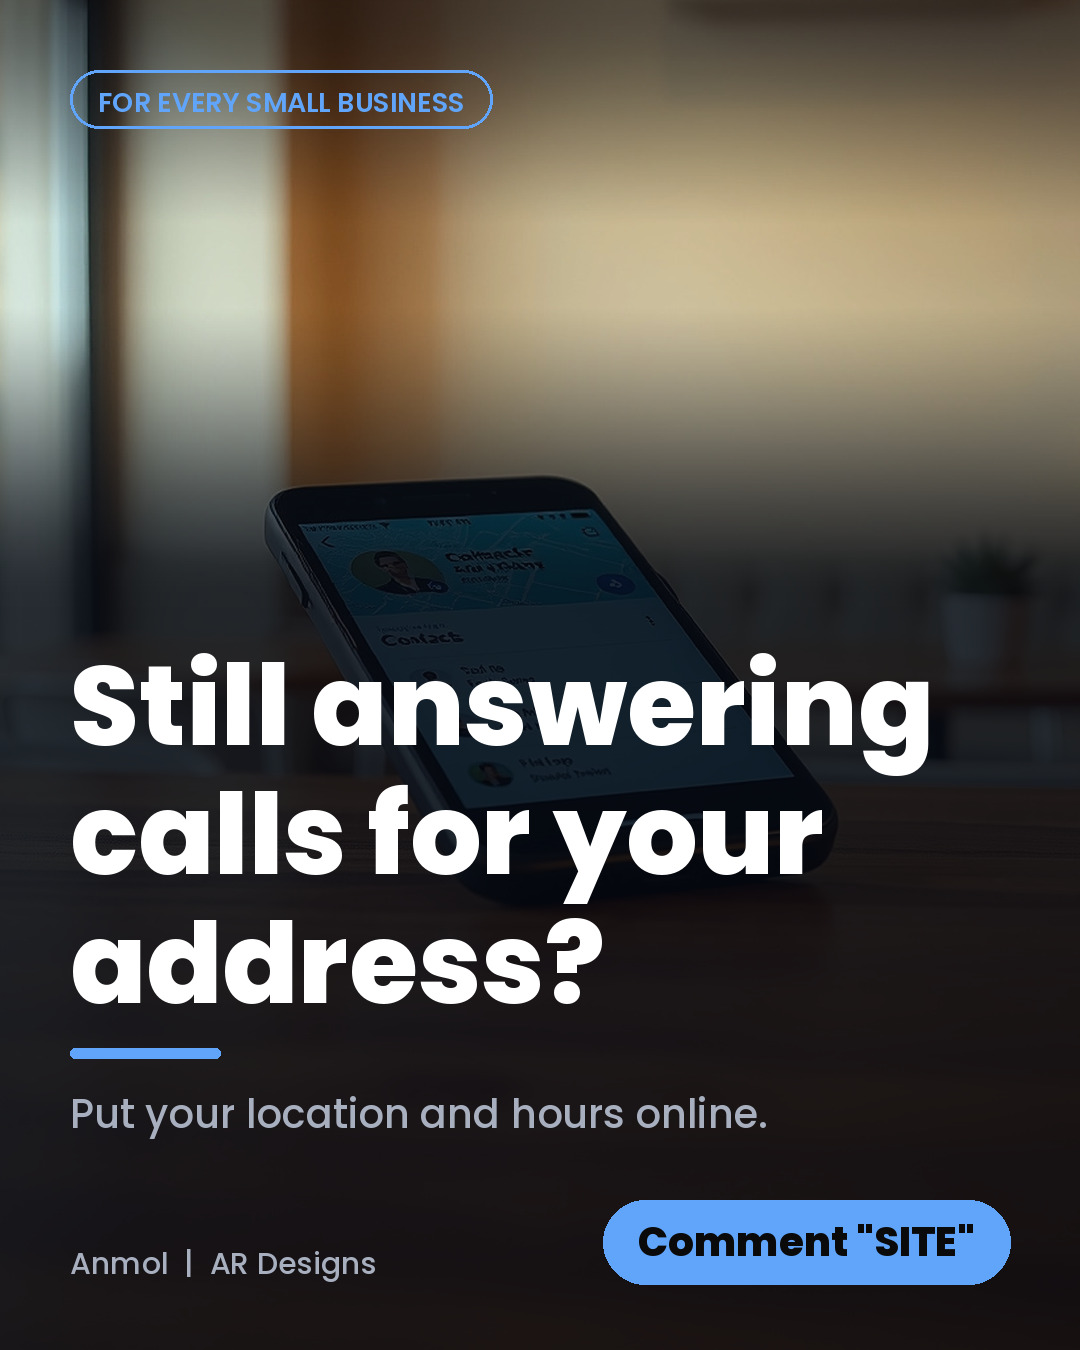 FOR EVERY SMALL BUSINESS
Contact
Still answering
calls for your
address?
Put your location and hours online.
Anmol | AR Designs
Comment "SITE"